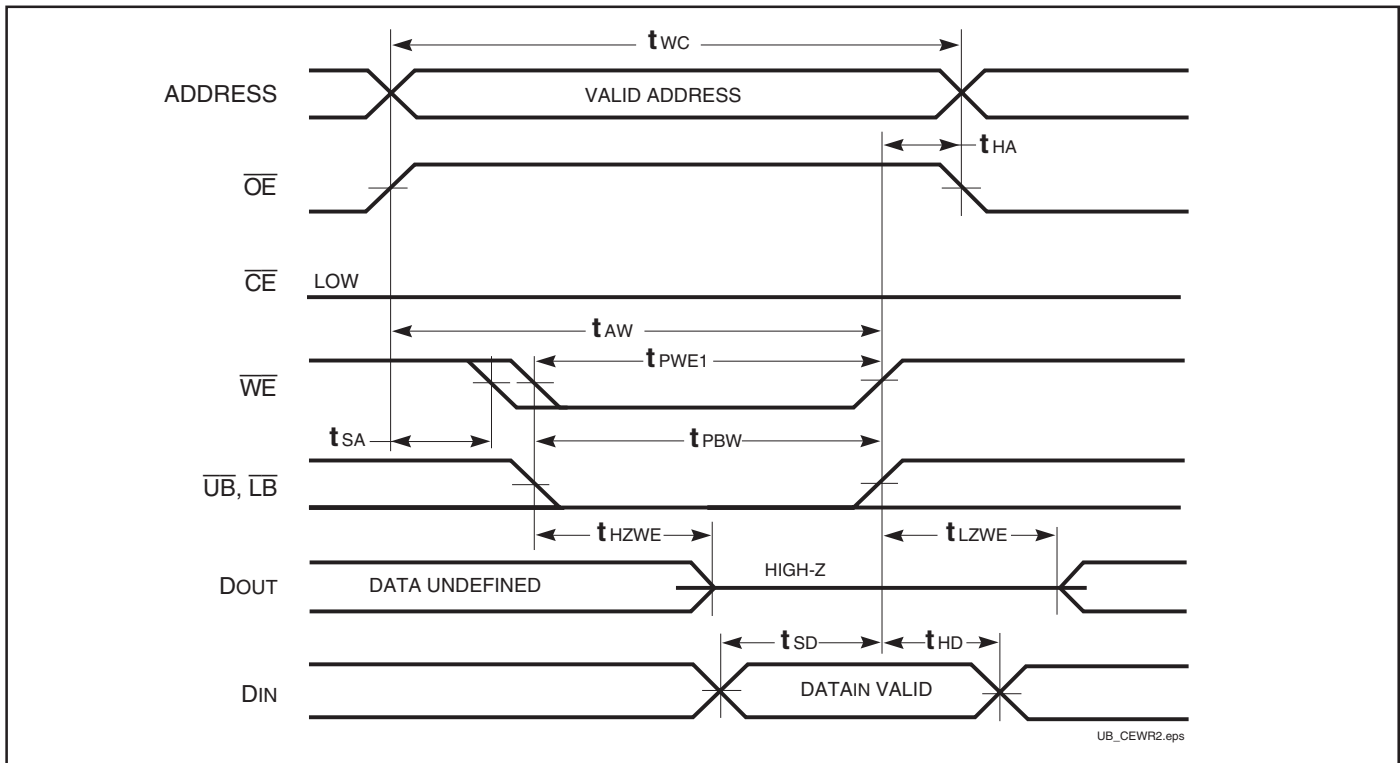 tWC
ADDRESS
VALID ADDRESS
tHA
OE
CE
LOW
tAW
tPWE1
WE
tSA
tPBW
UB, LB
tHZWE
tLZWE
DOUT
DATA UNDEFINED
HIGH-Z
tSD
tHD
DIN
DATAIN VALID
UB_CEWR2.eps